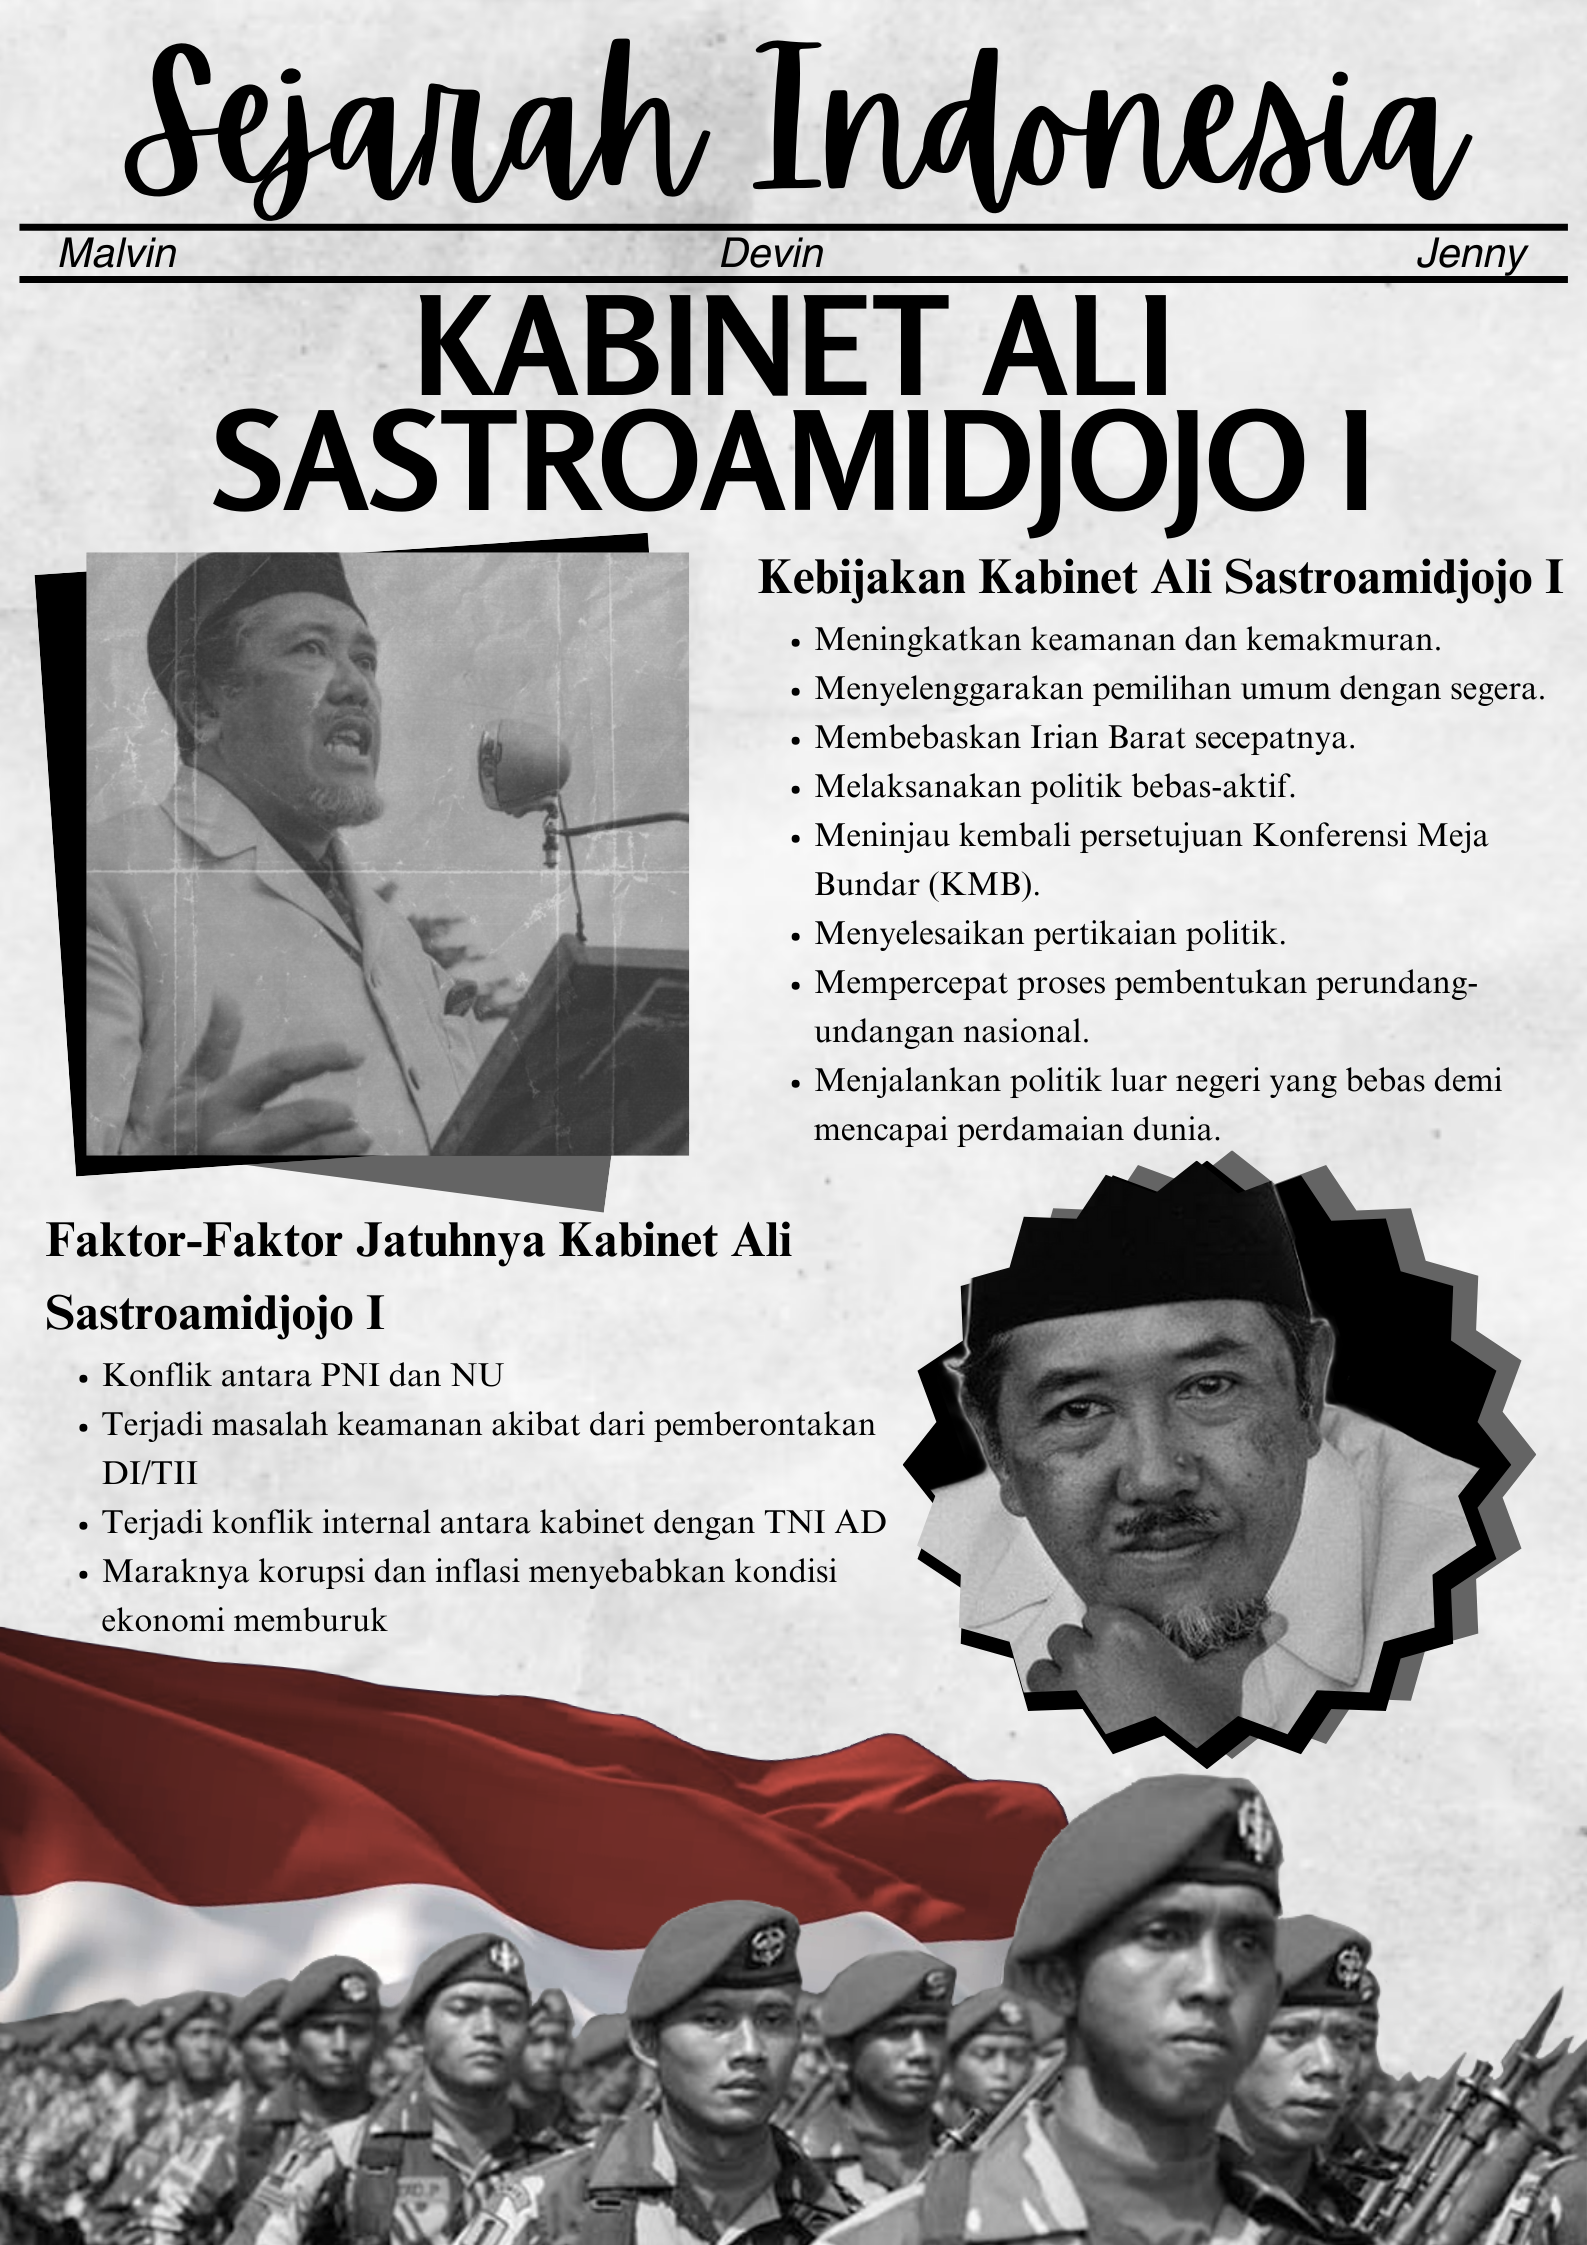 Sejarah Indonesia
Malvin Devin Jenny
KABINET ALI
SASTROAMIDJOJO I
Kebijakan Kabinet Ali Sastroamidjojo I
• Meningkatkan keamanan dan kemakmuran.
• Menyelenggarakan pemilihan umum dengan segera.
• Membebaskan Irian Barat secepatnya.
• Melaksanakan politik bebas-aktif.
• Meninjau kembali persetujuan Konferensi Meja
Bundar (KMB).
• Menyelesaikan pertikaian politik.
• Mempercepat proses pembentukan perundang-
undangan nasional.
• Menjalankan politik luar negeri yang bebas demi
mencapai perdamaian dunia.
Faktor-Faktor Jatuhnya Kabinet Ali
Sastroamidjojo I
• Konflik antara PNI dan NU
• Terjadi masalah keamanan akibat dari pemberontakan
DI/TII
• Terjadi konflik internal antara kabinet dengan TNI AD
• Maraknya korupsi dan inflasi menyebabkan kondisi
ekonomi memburuk